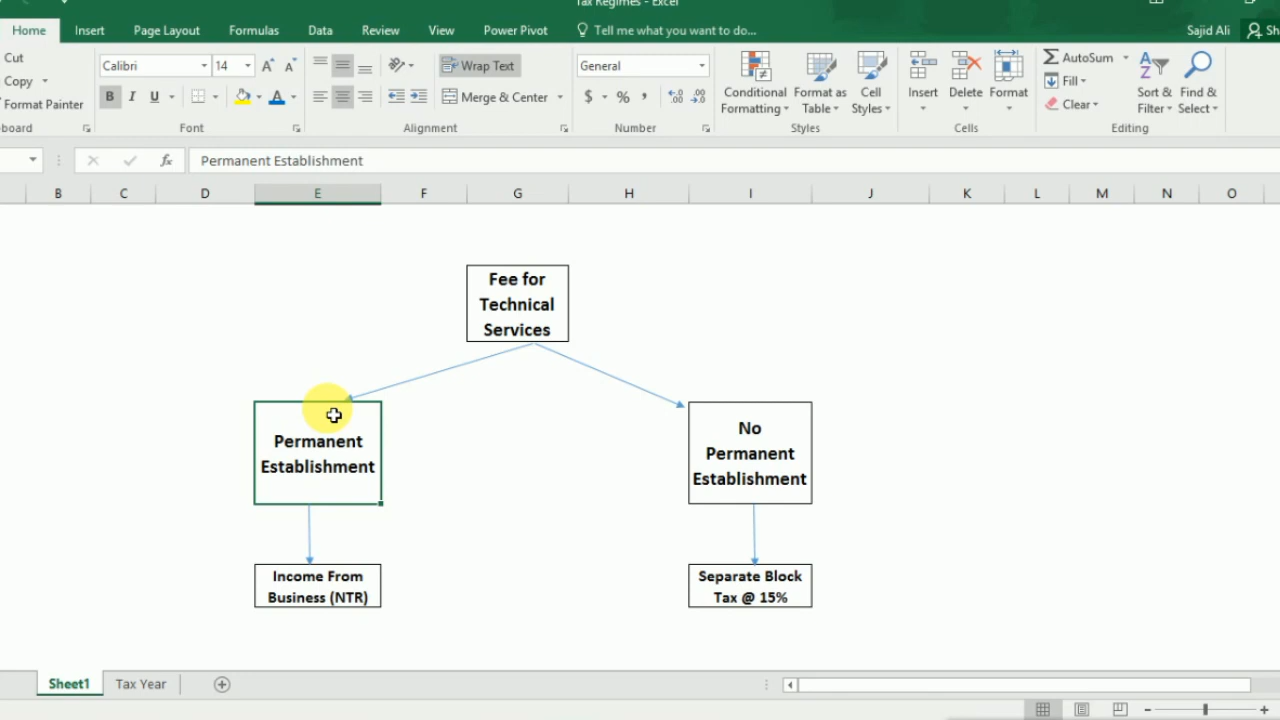 Tax Regimes - Excel
Home Insert Page Layout Formulas Data Review View Power Pivot Tell me what you want to do... Sajid Ali
Cut
Copy
Format Painter
Calibri 14
B I U
Wrap Text
Merge & Center
General
$ % ,
Conditional Formatting
Format as Table
Cell Styles
Insert
Delete
Format
AutoSum
Fill
Clear
Sort & Filter
Find & Select
Font Alignment Number Styles Cells Editing
fx Permanent Establishment
B C D E F G H I J K L M N O
Fee for
Technical
Services
Permanent
Establishment
No
Permanent
Establishment
Income From
Business (NTR)
Separate Block
Tax @ 15%
Sheet1 Tax Year